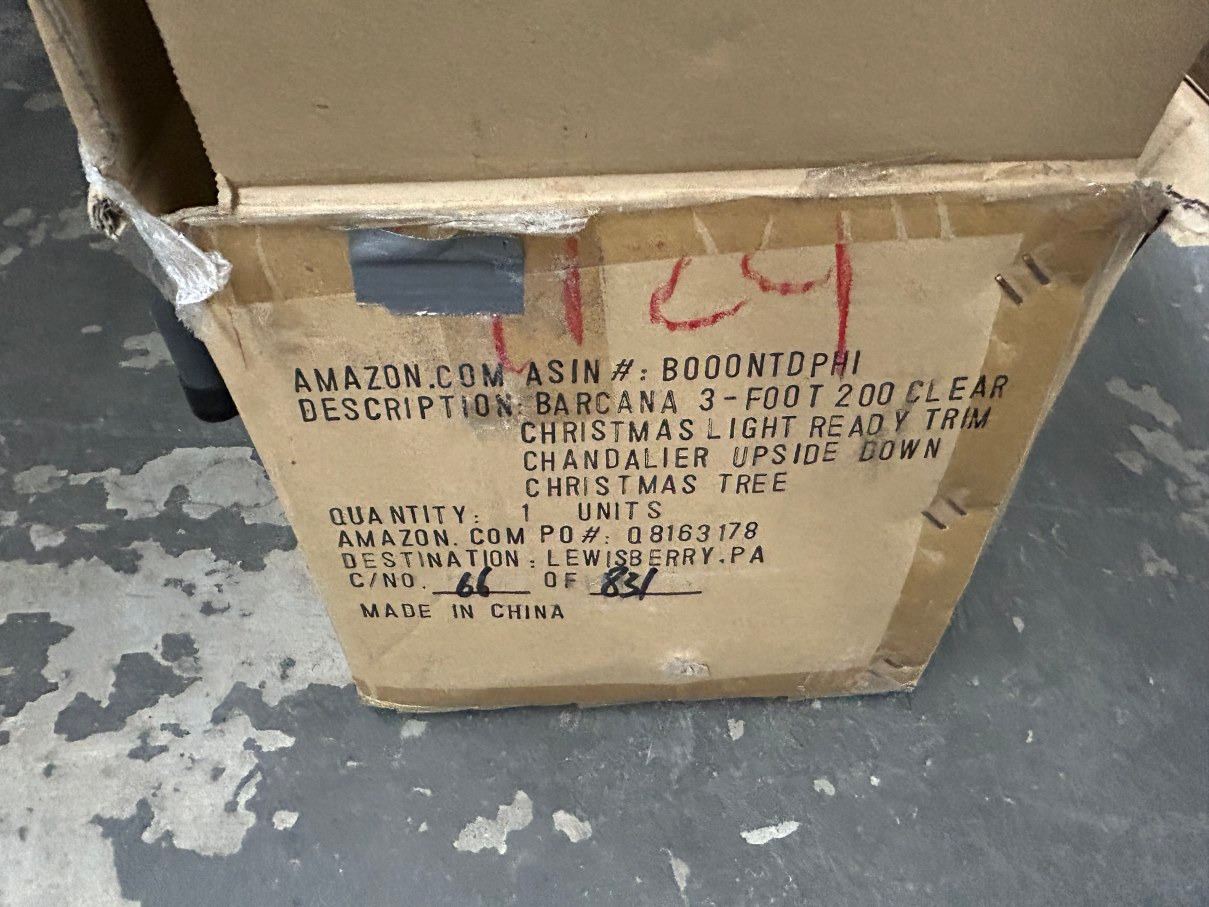 AMAZON.COM ASIN #: B000NTDPHI
DESCRIPTION: BARCANA 3-FOOT 200 CLEAR
CHRISTMAS LIGHT READY TRIM
CHANDALIER UPSIDE DOWN
CHRISTMAS TREE
QUANTITY: 1 UNITS
AMAZON.COM PO#: Q8163178
DESTINATION: LEWISBERRY.PA
C/NO. 66 OF 831
MADE IN CHINA